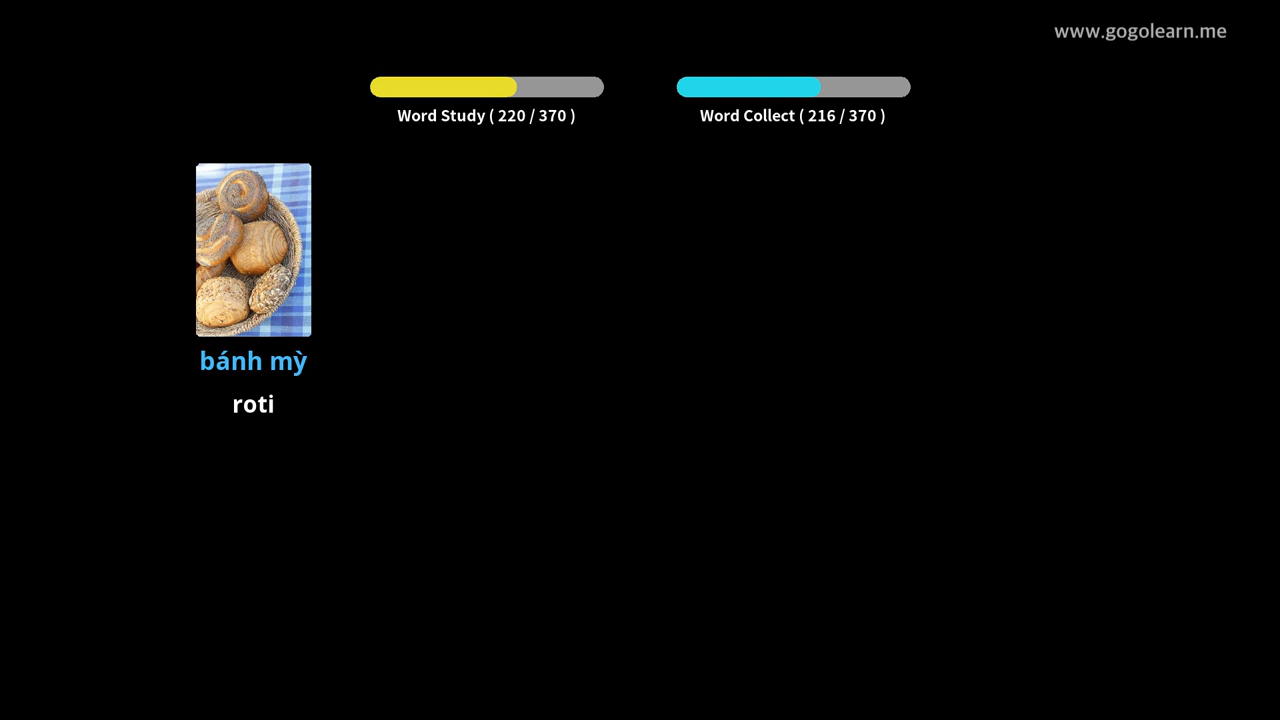 www.gogolearn.me
Word Study ( 220 / 370 )
Word Collect ( 216 / 370 )
bánh mỳ
roti